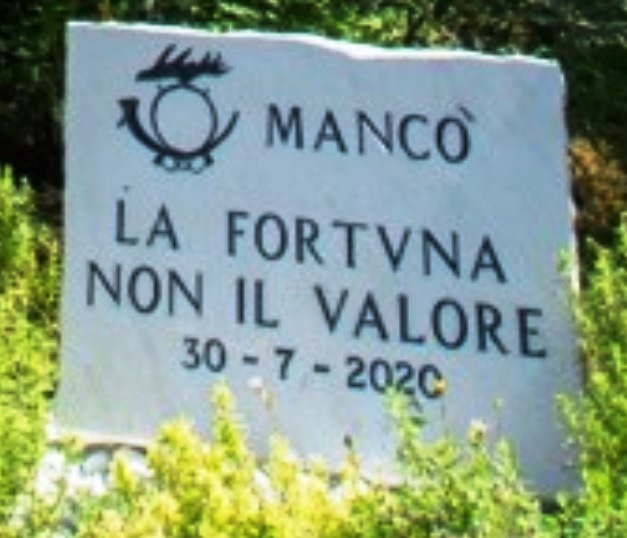 MANCÒ
LA FORTVNA
NON IL VALORE
30 - 7 - 2020